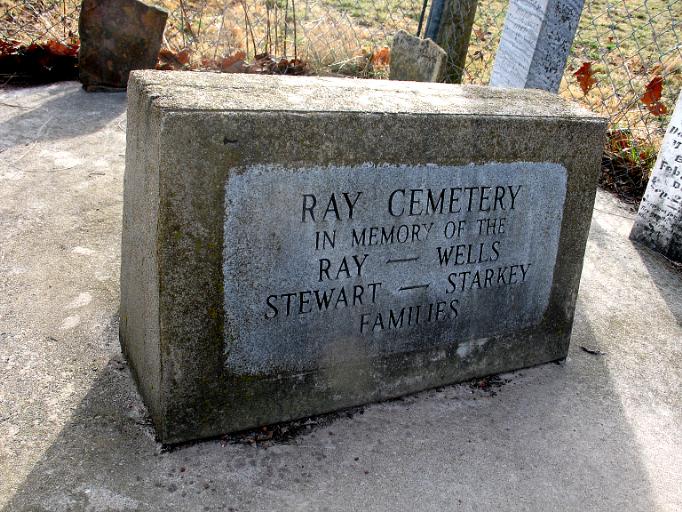 RAY CEMETERY
IN MEMORY OF THE
RAY — WELLS
STEWART — STARKEY
FAMILIES